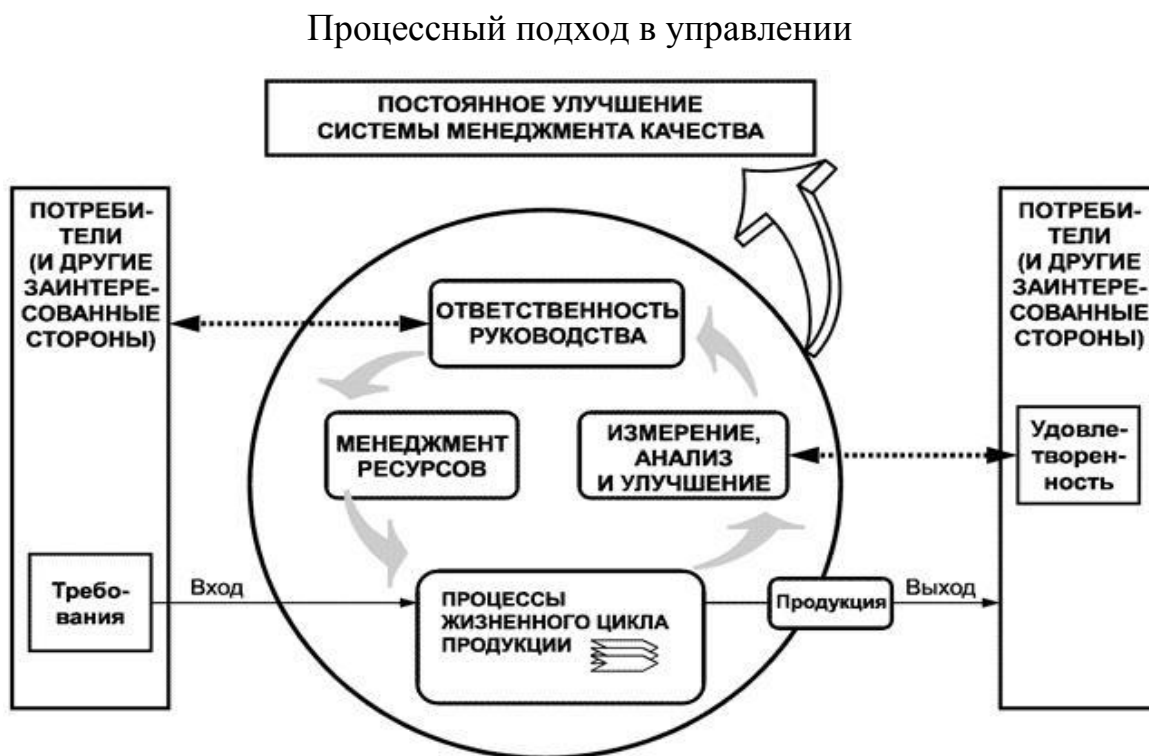 Процессный подход в управлении
ПОСТОЯННОЕ УЛУЧШЕНИЕ
СИСТЕМЫ МЕНЕДЖМЕНТА КАЧЕСТВА
ПОТРЕБИ-
ТЕЛИ
(И ДРУГИЕ
ЗАИНТЕРЕ-
СОВАННЫЕ
СТОРОНЫ)
Требо-
вания
Вход
ОТВЕТСТВЕННОСТЬ
РУКОВОДСТВА
МЕНЕДЖМЕНТ
РЕСУРСОВ
ИЗМЕРЕНИЕ,
АНАЛИЗ
И УЛУЧШЕНИЕ
ПРОЦЕССЫ
ЖИЗНЕННОГО ЦИКЛА
ПРОДУКЦИИ
Продукция
Выход
ПОТРЕБИ-
ТЕЛИ
(И ДРУГИЕ
ЗАИНТЕРЕ-
СОВАННЫЕ
СТОРОНЫ)
Удовле-
творен-
ность